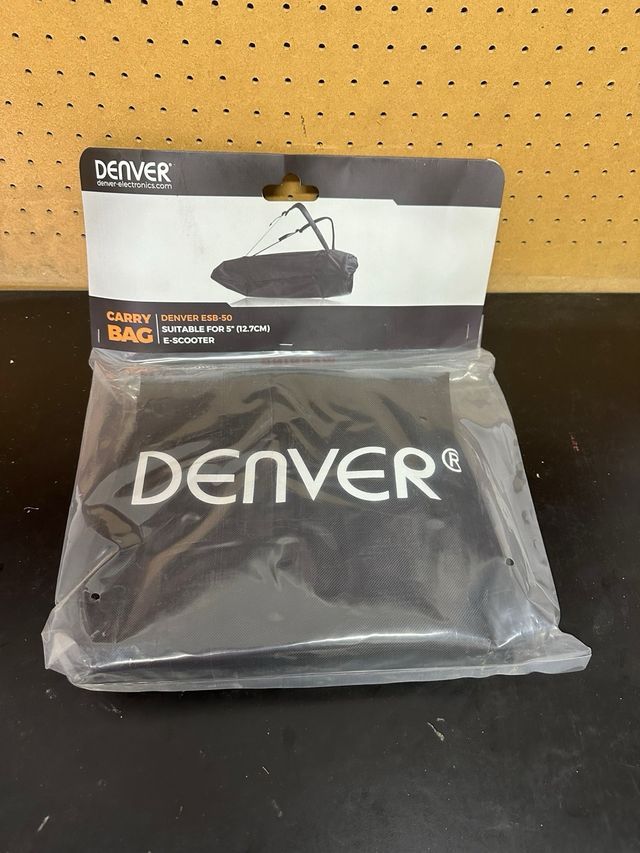 DENVER®
denver-electronics.com
CARRY
BAG
DENVER ESB-50
SUITABLE FOR 5" (12.7CM)
E-SCOOTER
DENVER®